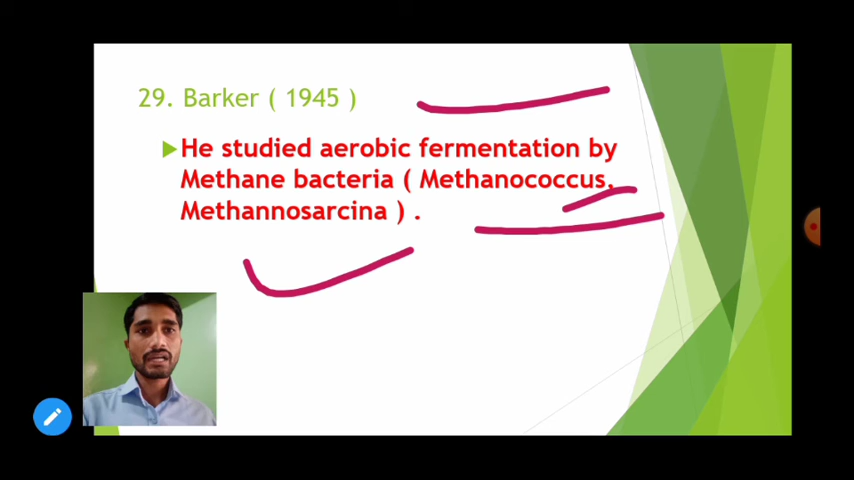 29. Barker ( 1945 )
He studied aerobic fermentation by
Methane bacteria ( Methanococcus,
Methannosarcina ) .